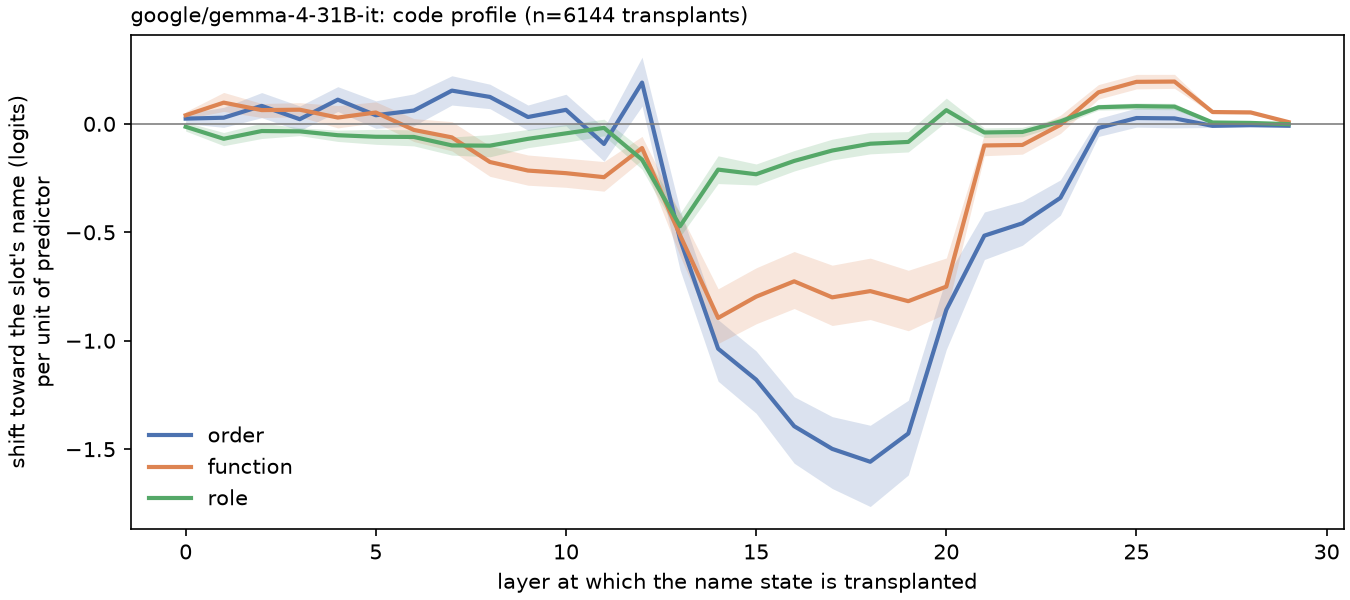 google/gemma-4-31B-it: code profile (n=6144 transplants)
shift toward the slot's name (logits)
per unit of predictor
0.0
−0.5
−1.0
−1.5
order
function
role
0 5 10 15 20 25 30
layer at which the name state is transplanted